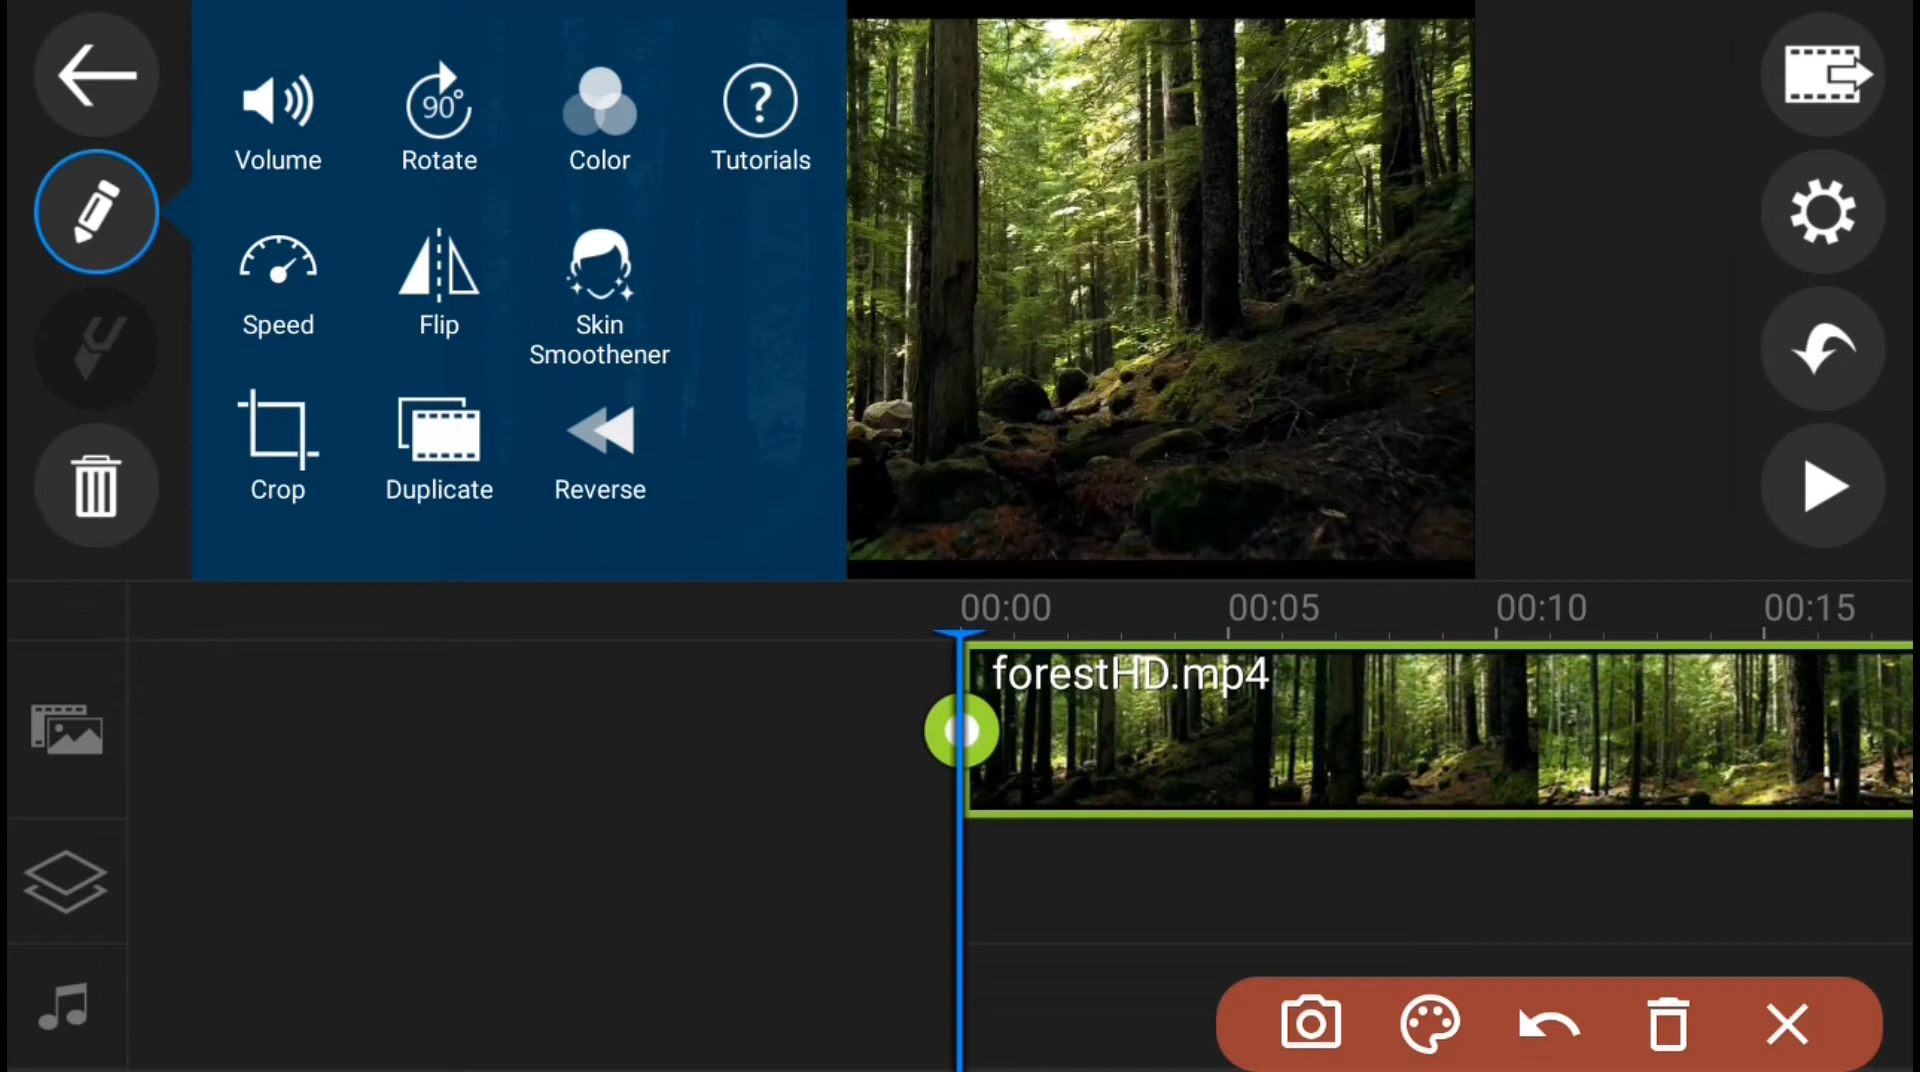 Volume
90°
Rotate
Color
?
Tutorials
Speed
Flip
Skin
Smoothener
Crop
Duplicate
Reverse
00:00
00:05
00:10
00:15
forestHD.mp4